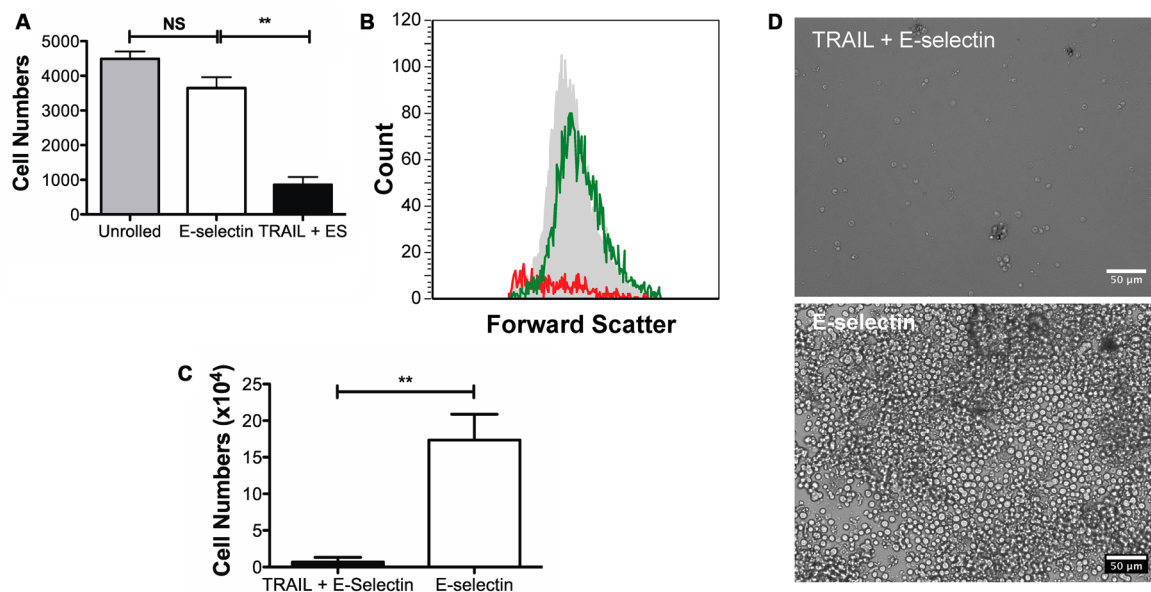 A
NS
**
Cell Numbers
5000
4000
3000
2000
1000
0
Unrolled
E-selectin
TRAIL + ES
B
Count
120
100
80
60
40
20
0
Forward Scatter
C
**
Cell Numbers (x10⁴)
25
20
15
10
5
0
TRAIL + E-Selectin
E-selectin
D
TRAIL + E-selectin
50 µm
E-selectin
50 µm